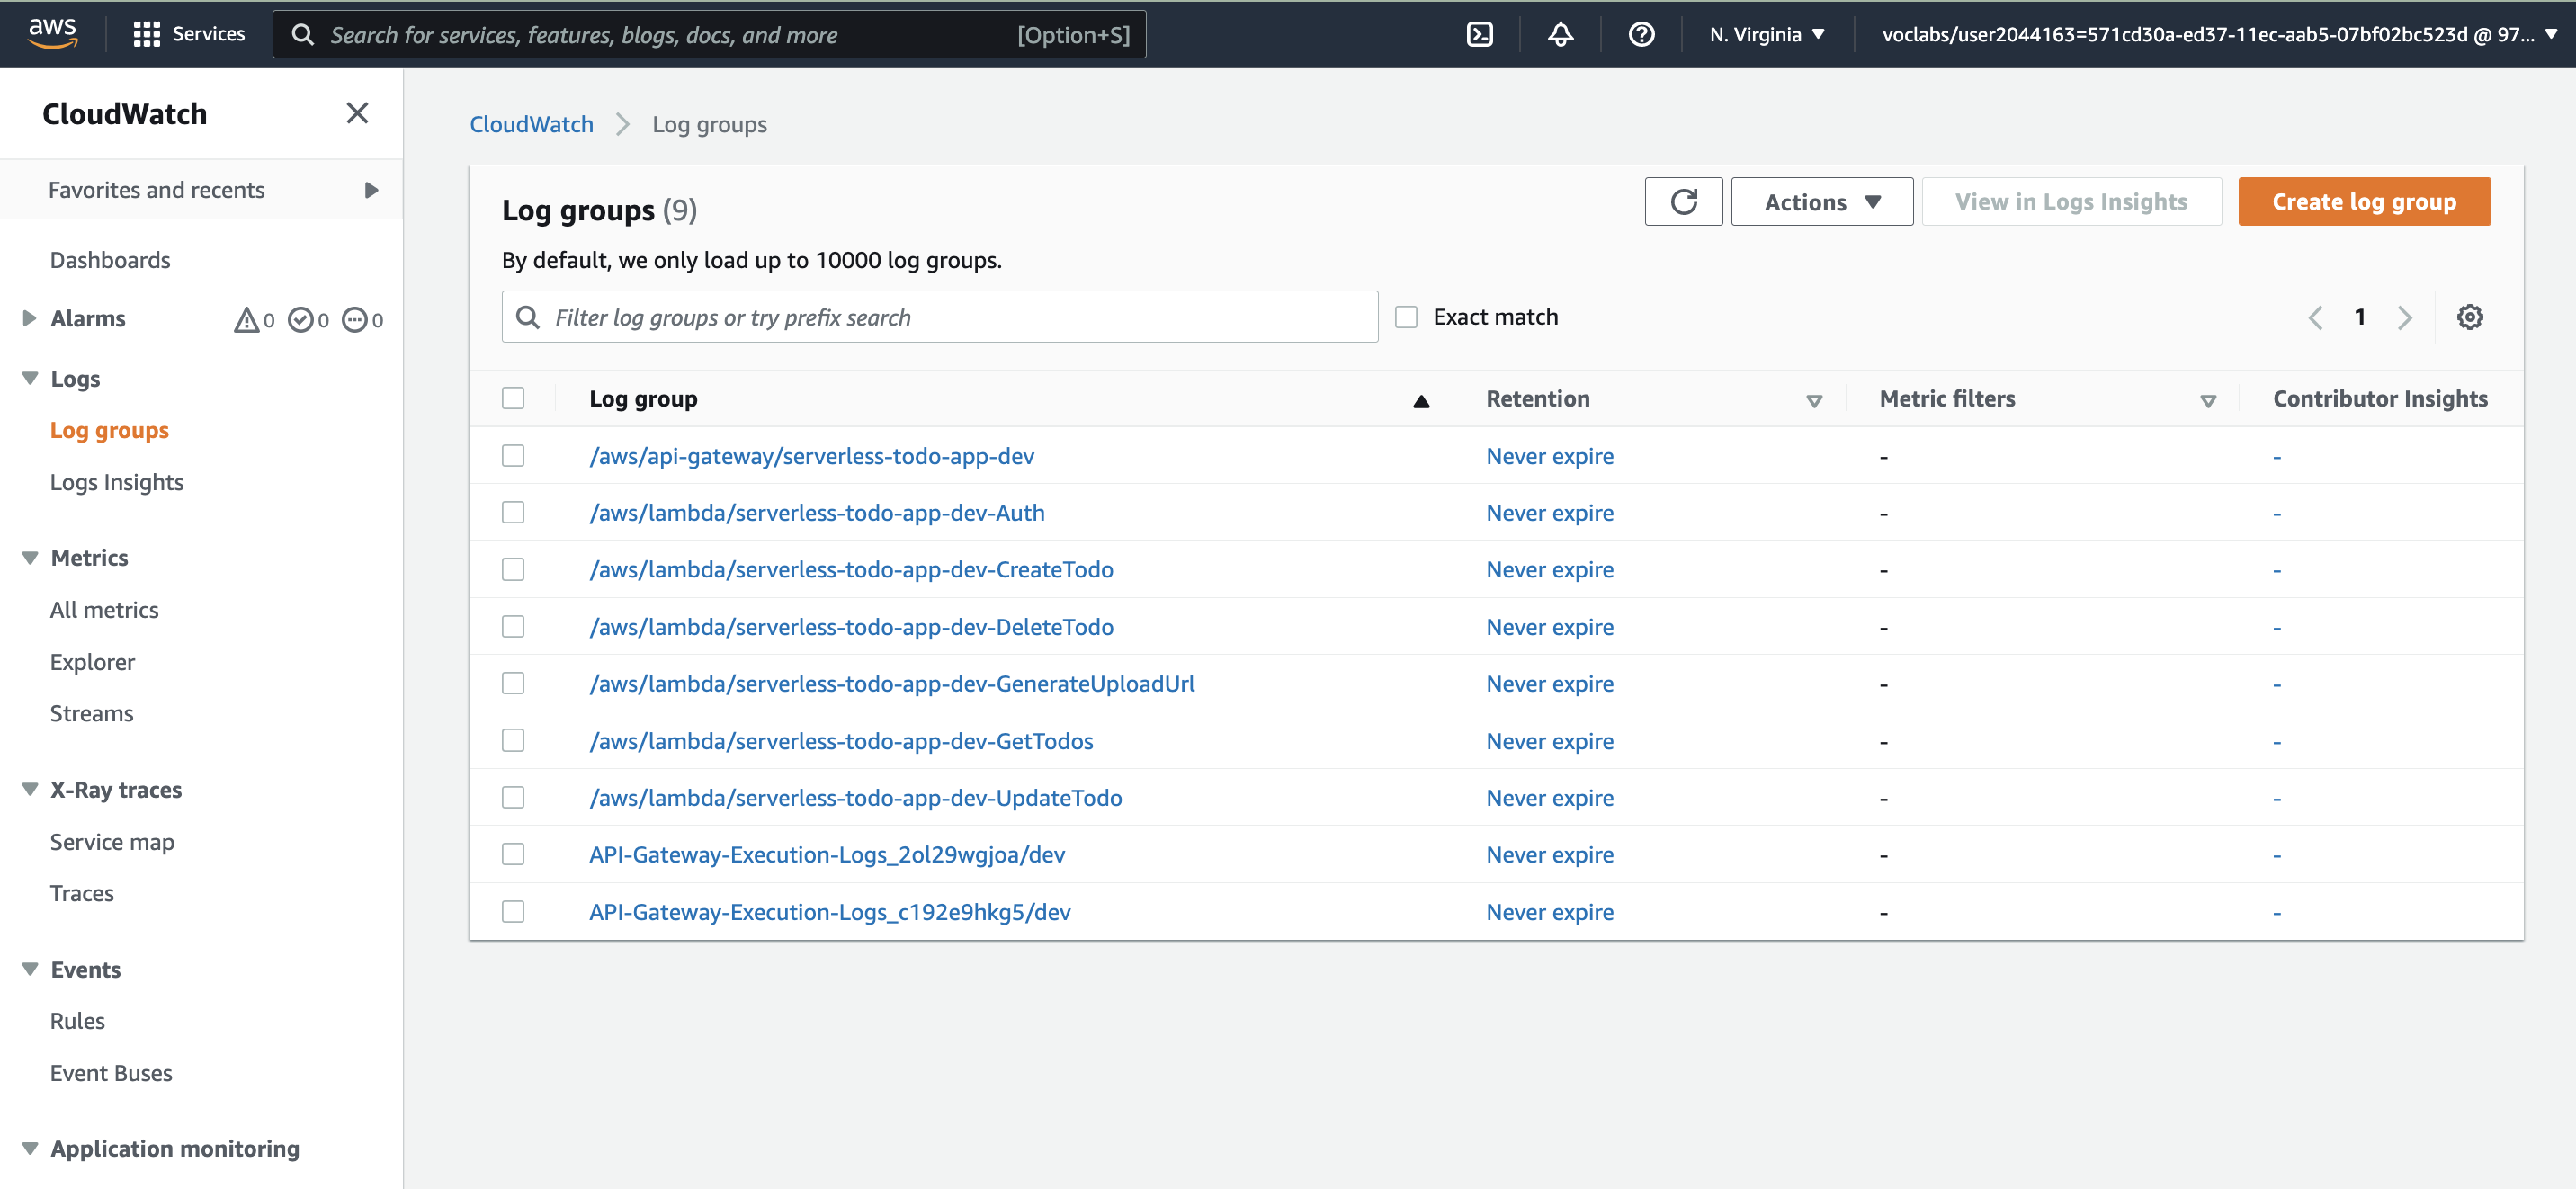 aws
Services
Search for services, features, blogs, docs, and more [Option+S]
N. Virginia
voclabs/user2044163=571cd30a-ed37-11ec-aab5-07bf02bc523d @ 97...
CloudWatch
Favorites and recents
Dashboards
Alarms 0 0 0
Logs
Log groups
Logs Insights
Metrics
All metrics
Explorer
Streams
X-Ray traces
Service map
Traces
Events
Rules
Event Buses
Application monitoring
CloudWatch Log groups
Log groups (9)
Actions
View in Logs Insights
Create log group
By default, we only load up to 10000 log groups.
Filter log groups or try prefix search
Exact match
1
Log group Retention Metric filters Contributor Insights
/aws/api-gateway/serverless-todo-app-dev Never expire - -
/aws/lambda/serverless-todo-app-dev-Auth Never expire - -
/aws/lambda/serverless-todo-app-dev-CreateTodo Never expire - -
/aws/lambda/serverless-todo-app-dev-DeleteTodo Never expire - -
/aws/lambda/serverless-todo-app-dev-GenerateUploadUrl Never expire - -
/aws/lambda/serverless-todo-app-dev-GetTodos Never expire - -
/aws/lambda/serverless-todo-app-dev-UpdateTodo Never expire - -
API-Gateway-Execution-Logs_2ol29wgjoa/dev Never expire - -
API-Gateway-Execution-Logs_c192e9hkg5/dev Never expire - -